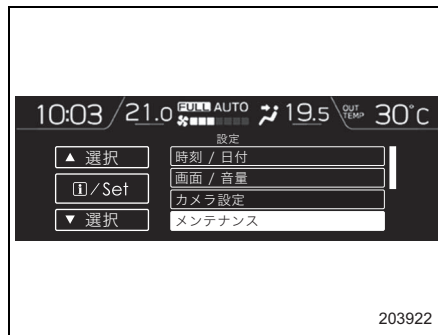 10:03 21.0 FULL AUTO 19.5 OUT TEMP 30°c
設定
▲ 選択
i/Set
▼ 選択
時刻 / 日付
画面 / 音量
カメラ設定
メンテナンス
203922